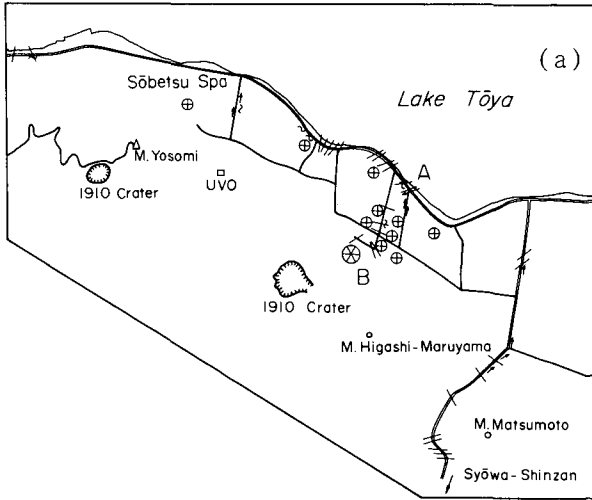 (a)
Sōbetsu Spa
Lake Tōya
M. Yosomi
A
1910 Crater
UVO
B
1910 Crater
M. Higashi-Maruyama
M. Matsumoto
Syōwa-Shinzan